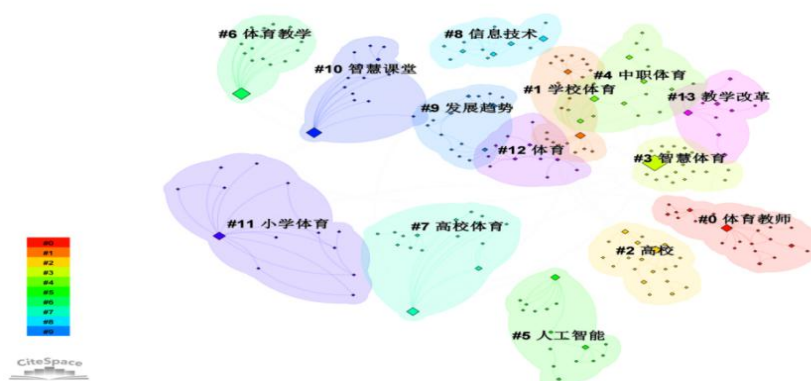 #6 体育教学
#8 信息技术
#10 智慧课堂
#4 中职体育
#1 学校体育
#13 教学改革
#9 发展趋势
#12 体育
#3 智慧体育
#11 小学体育
#7 高校体育
#0 体育教师
#2 高校
#5 人工智能
#0
#1
#2
#3
#4
#5
#6
#7
#8
#9
CiteSpace